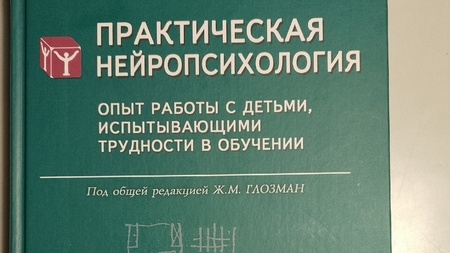 ПРАКТИЧЕСКАЯ
НЕЙРОПСИХОЛОГИЯ
ОПЫТ РАБОТЫ С ДЕТЬМИ,
ИСПЫТЫВАЮЩИМИ
ТРУДНОСТИ В ОБУЧЕНИИ
Под общей редакцией Ж.М. ГЛОЗМАН